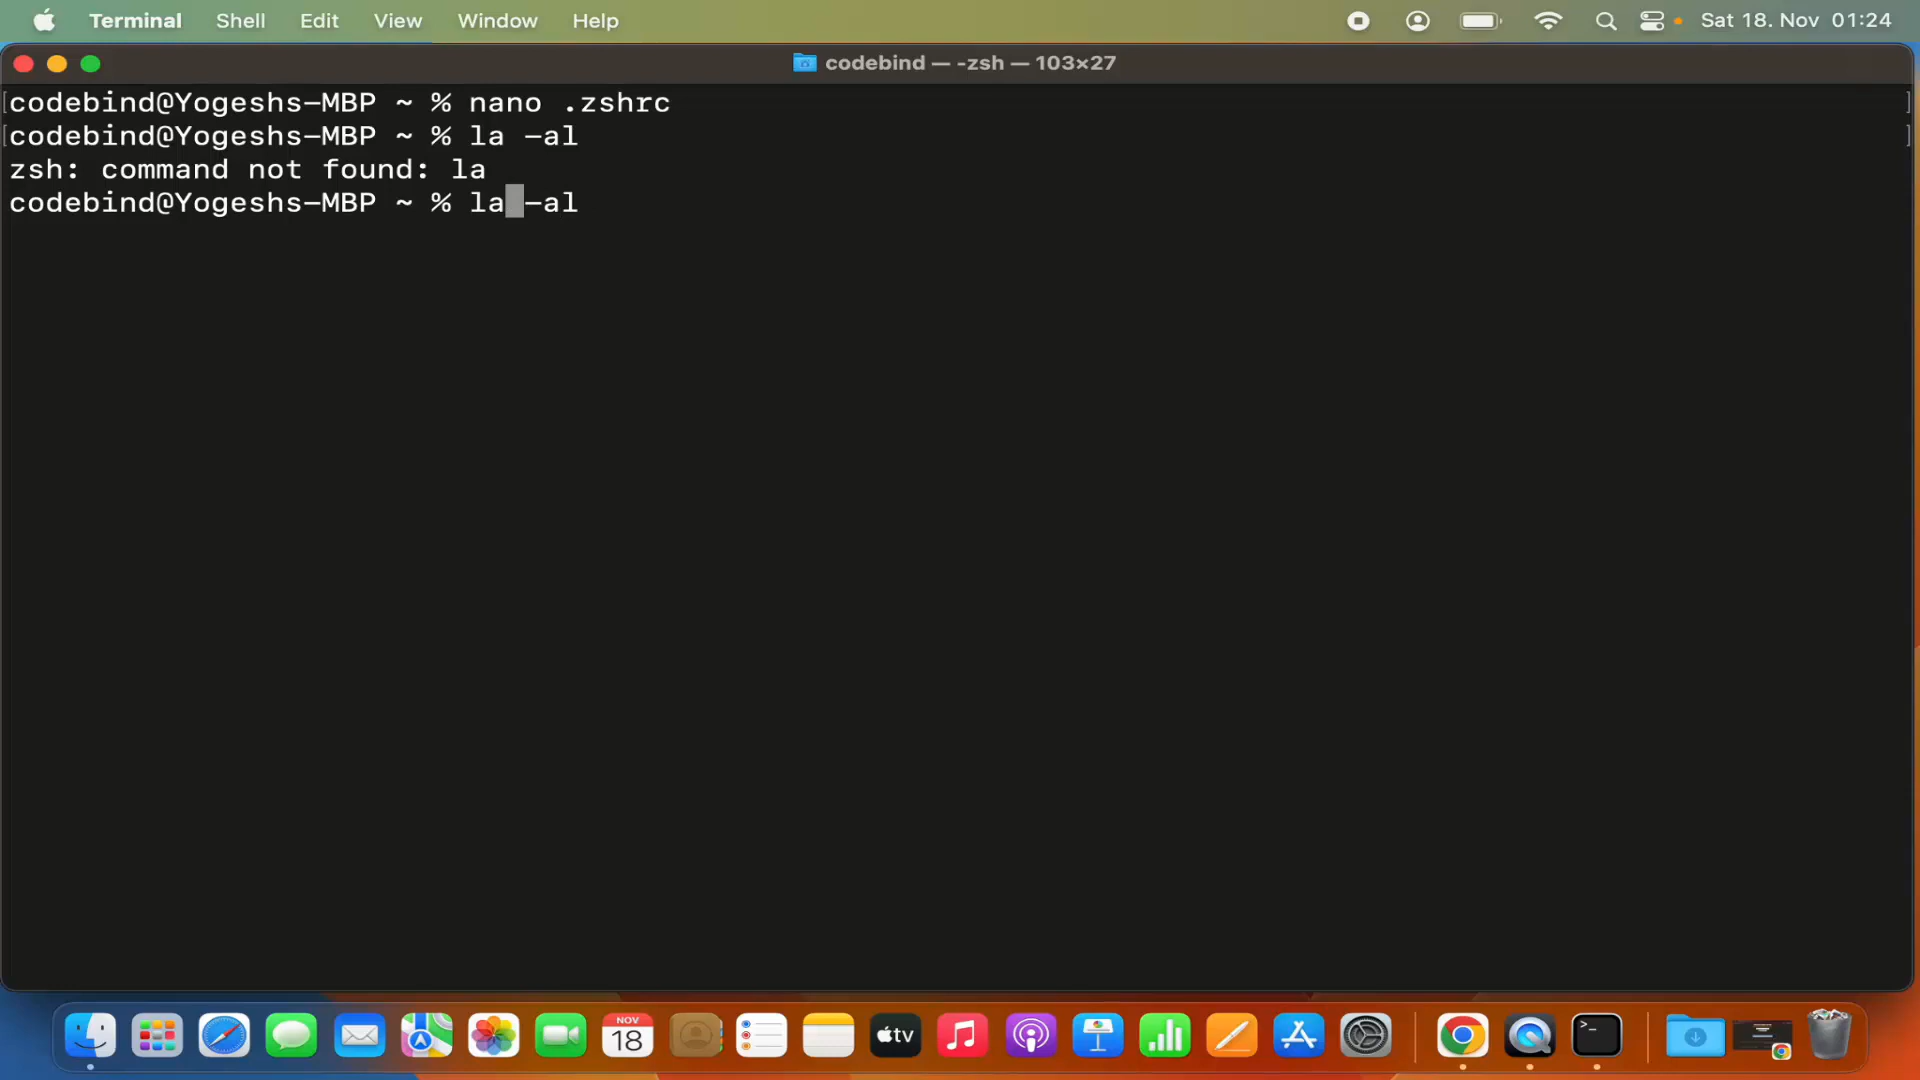 Terminal Shell Edit View Window Help Sat 18. Nov 01:24
codebind — -zsh — 103×27
codebind@Yogeshs-MBP ~ % nano .zshrc
codebind@Yogeshs-MBP ~ % la -al
zsh: command not found: la
codebind@Yogeshs-MBP ~ % la -al
NOV
18
tv
>_